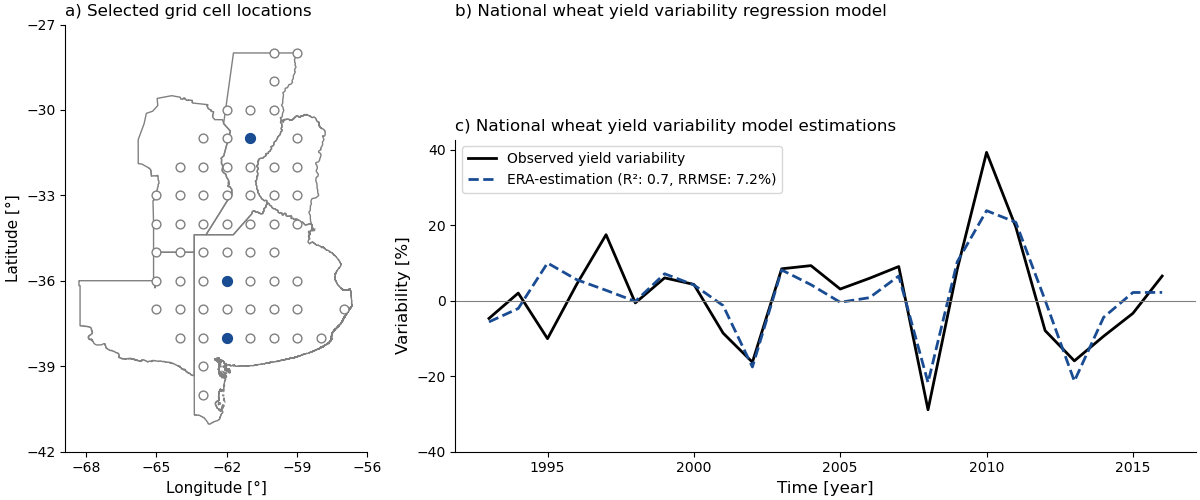 a) Selected grid cell locations
−27
−30
−33
−36
−39
−42
Latitude [°]
−68
−65
−62
−59
−56
Longitude [°]
b) National wheat yield variability regression model
c) National wheat yield variability model estimations
Observed yield variability
ERA-estimation (R²: 0.7, RRMSE: 7.2%)
40
20
0
−20
−40
Variability [%]
1995
2000
2005
2010
2015
Time [year]